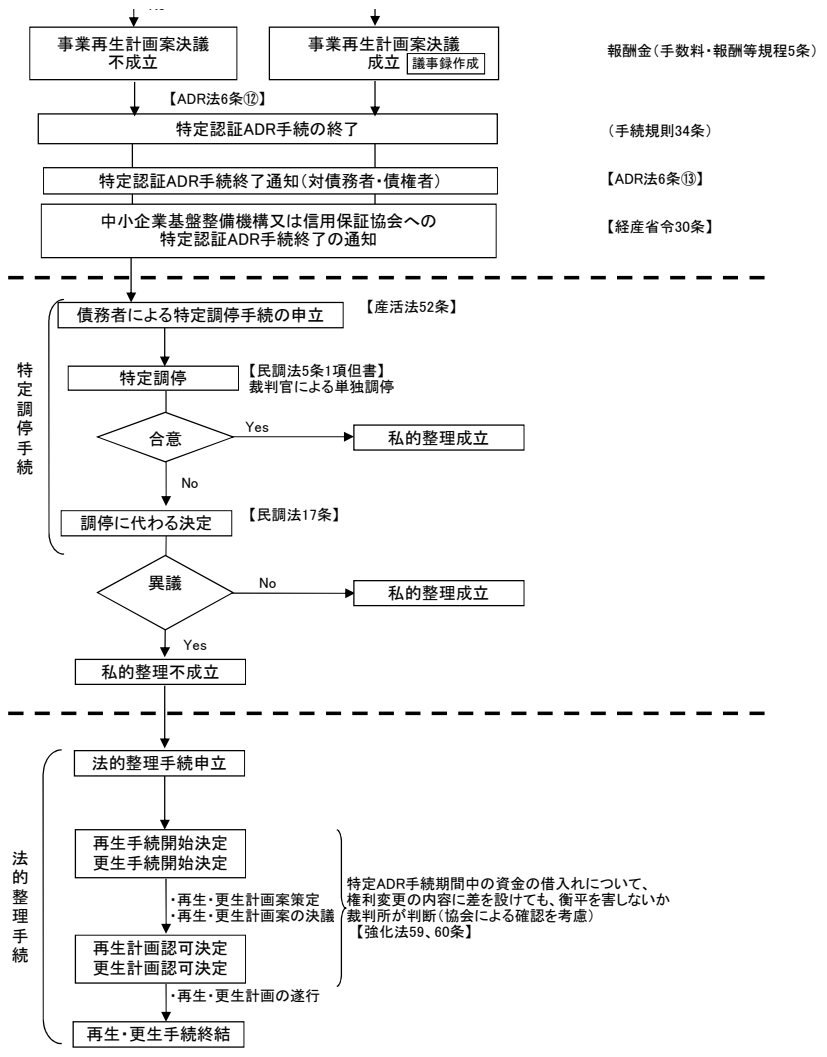 事業再生計画案決議
不成立
事業再生計画案決議
成立 議事録作成
報酬金(手数料・報酬等規程5条)
【ADR法6条⑫】
特定認証ADR手続の終了
(手続規則34条)
特定認証ADR手続終了通知(対債務者・債権者)
【ADR法6条⑬】
中小企業基盤整備機構又は信用保証協会への
特定認証ADR手続終了の通知
【経産省令30条】
特定調停手続
債務者による特定調停手続の申立
【産活法52条】
特定調停
【民調法5条1項但書】
裁判官による単独調停
合意
Yes
私的整理成立
No
調停に代わる決定
【民調法17条】
異議
No
私的整理成立
Yes
私的整理不成立
法的整理手続
法的整理手続申立
再生手続開始決定
更生手続開始決定
・再生・更生計画案策定
・再生・更生計画案の決議
特定ADR手続期間中の資金の借入れについて、
権利変更の内容に差を設けても、衡平を害しないか
裁判所が判断(協会による確認を考慮)
【強化法59、60条】
再生計画認可決定
更生計画認可決定
・再生・更生計画の遂行
再生・更生手続終結